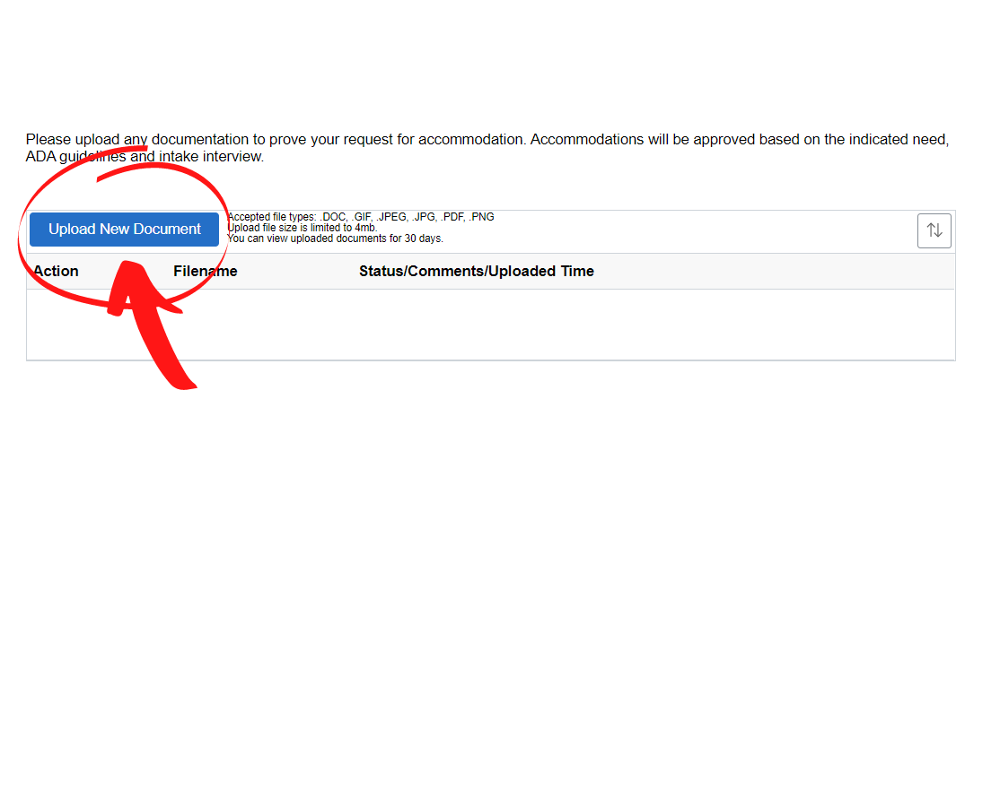 Please upload any documentation to prove your request for accommodation. Accommodations will be approved based on the indicated need,
ADA guidelines and intake interview.
Upload New Document
Accepted file types: .DOC, .GIF, .JPEG, .JPG, .PDF, .PNG
Upload file size is limited to 4mb.
You can view uploaded documents for 30 days.
Action Filename Status/Comments/Uploaded Time